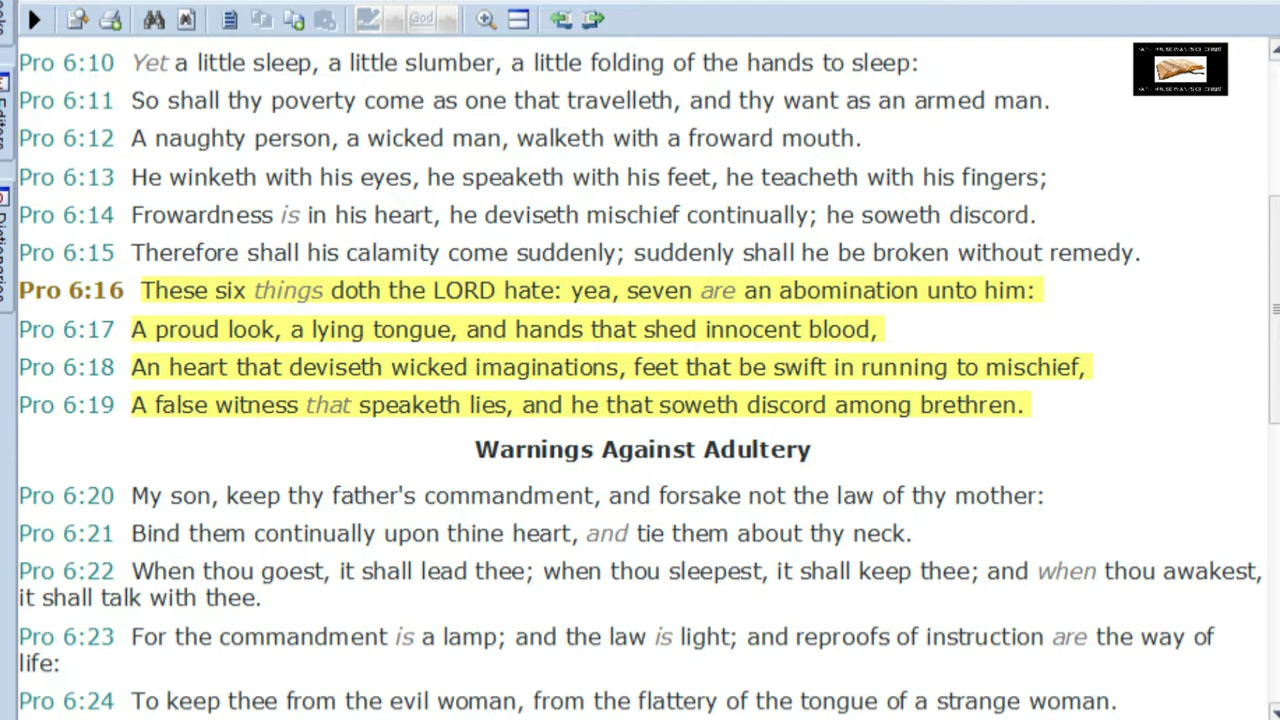 God
Pro 6:10 Yet a little sleep, a little slumber, a little folding of the hands to sleep:
Pro 6:11 So shall thy poverty come as one that travelleth, and thy want as an armed man.
Pro 6:12 A naughty person, a wicked man, walketh with a froward mouth.
Pro 6:13 He winketh with his eyes, he speaketh with his feet, he teacheth with his fingers;
Pro 6:14 Frowardness is in his heart, he deviseth mischief continually; he soweth discord.
Pro 6:15 Therefore shall his calamity come suddenly; suddenly shall he be broken without remedy.
Pro 6:16 These six things doth the LORD hate: yea, seven are an abomination unto him:
Pro 6:17 A proud look, a lying tongue, and hands that shed innocent blood,
Pro 6:18 An heart that deviseth wicked imaginations, feet that be swift in running to mischief,
Pro 6:19 A false witness that speaketh lies, and he that soweth discord among brethren.
Warnings Against Adultery
Pro 6:20 My son, keep thy father's commandment, and forsake not the law of thy mother:
Pro 6:21 Bind them continually upon thine heart, and tie them about thy neck.
Pro 6:22 When thou goest, it shall lead thee; when thou sleepest, it shall keep thee; and when thou awakest,
it shall talk with thee.
Pro 6:23 For the commandment is a lamp; and the law is light; and reproofs of instruction are the way of
life:
Pro 6:24 To keep thee from the evil woman, from the flattery of the tongue of a strange woman.
Editors